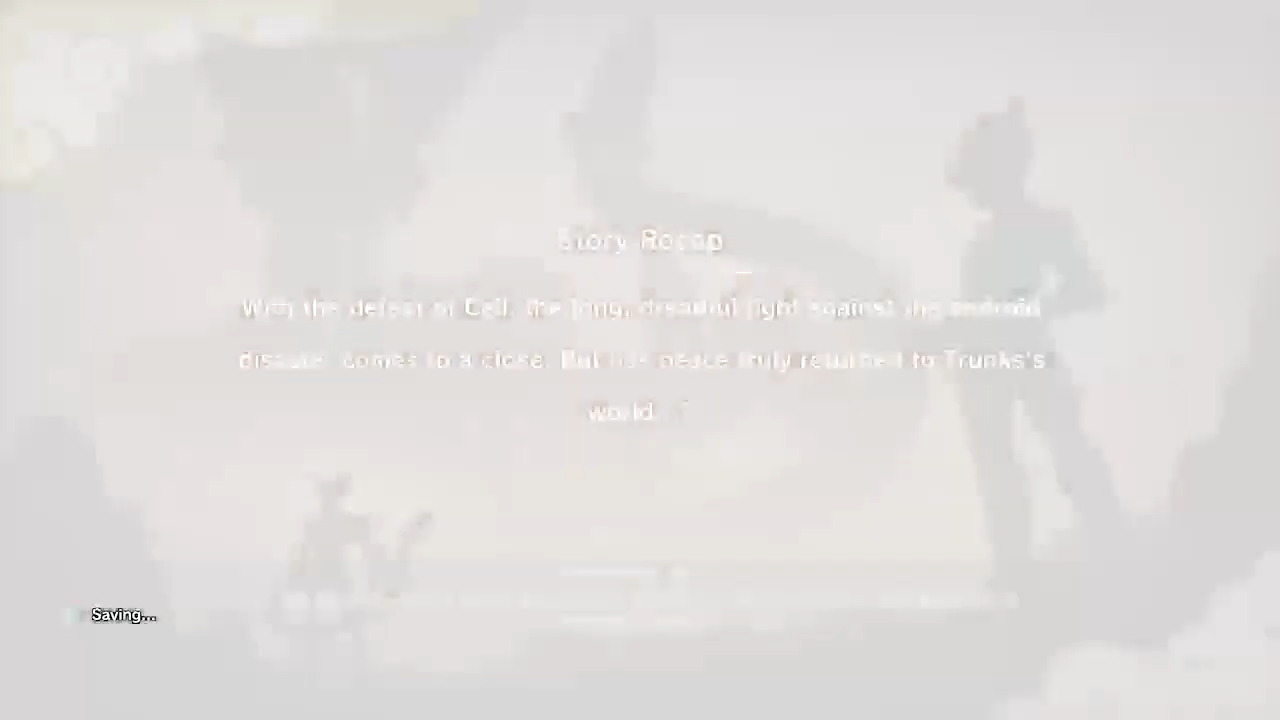 Story Recap
With the defeat of Cell, the long, dreadful fight against the android
disaster comes to a close. But has peace truly returned to Trunks's
world...?
Saving...